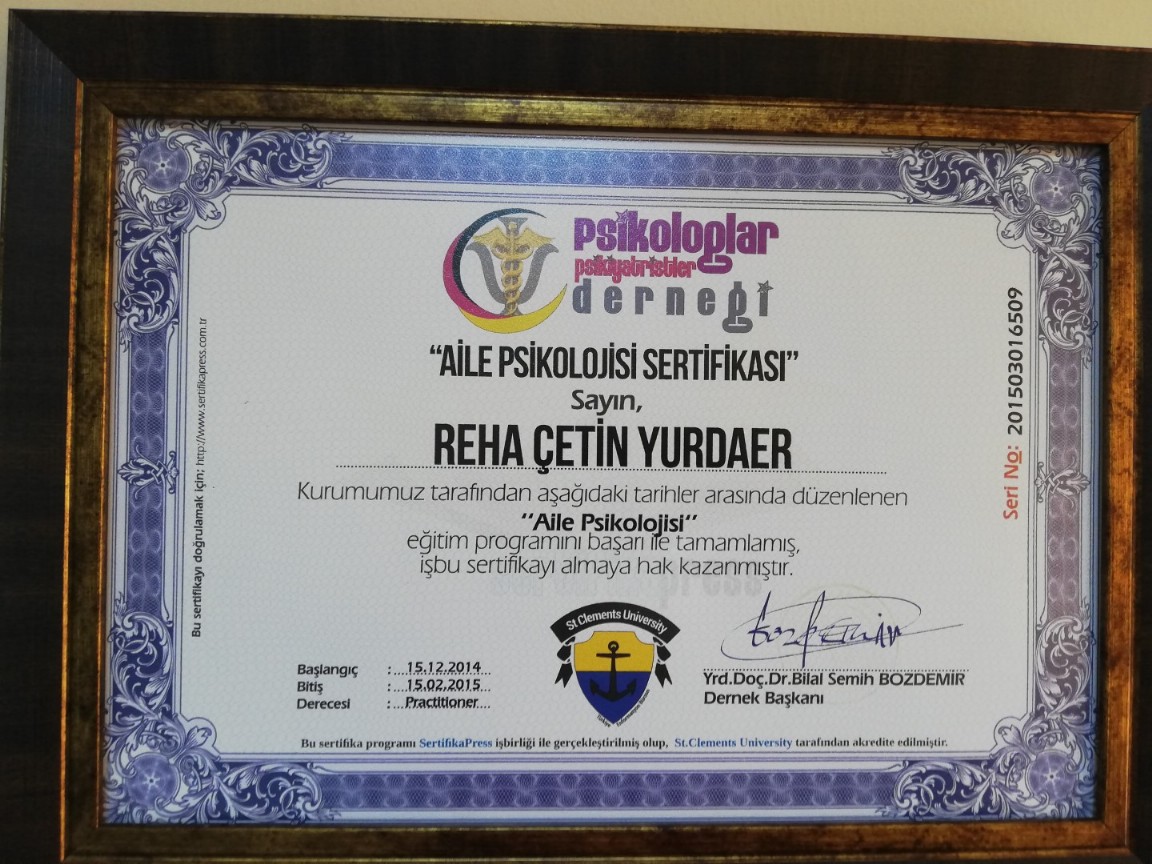 psikologlar
psikiyatristler
derneği
“AİLE PSİKOLOJİSİ SERTİFİKASI”
Sayın,
REHA ÇETİN YURDAER
Kurumumuz tarafından aşağıdaki tarihler arasında düzenlenen
‘‘Aile Psikolojisi’’
eğitim programını başarı ile tamamlamış,
işbu sertifikayı almaya hak kazanmıştır.
Başlangıç : 15.12.2014
Bitiş : 15.02.2015
Derecesi : Practitioner
St Clements University
Yrd.Doç.Dr.Bilal Semih BOZDEMİR
Dernek Başkanı
Bu sertifika programı SertifikaPress işbirliği ile gerçekleştirilmiş olup, St.Clements University tarafından akredite edilmiştir.
Bu sertifikayı doğrulamak için; http://www.sertifikapress.com.tr
Seri No: 201503016509